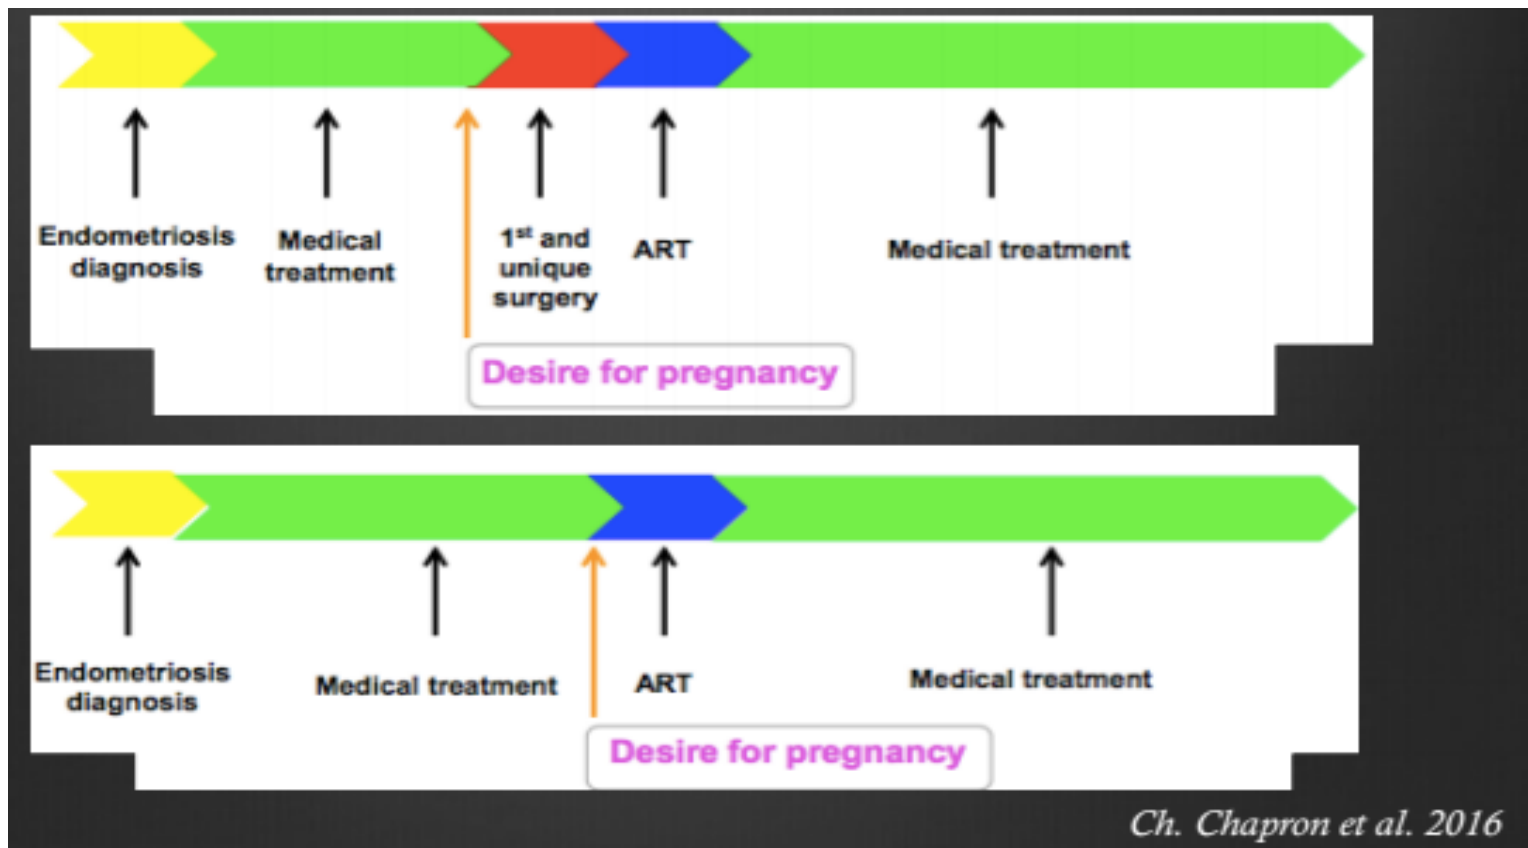 Endometriosis
diagnosis
Medical
treatment
1st and
unique
surgery
ART
Medical treatment
Desire for pregnancy
Endometriosis
diagnosis
Medical treatment
ART
Medical treatment
Desire for pregnancy
Ch. Chapron et al. 2016